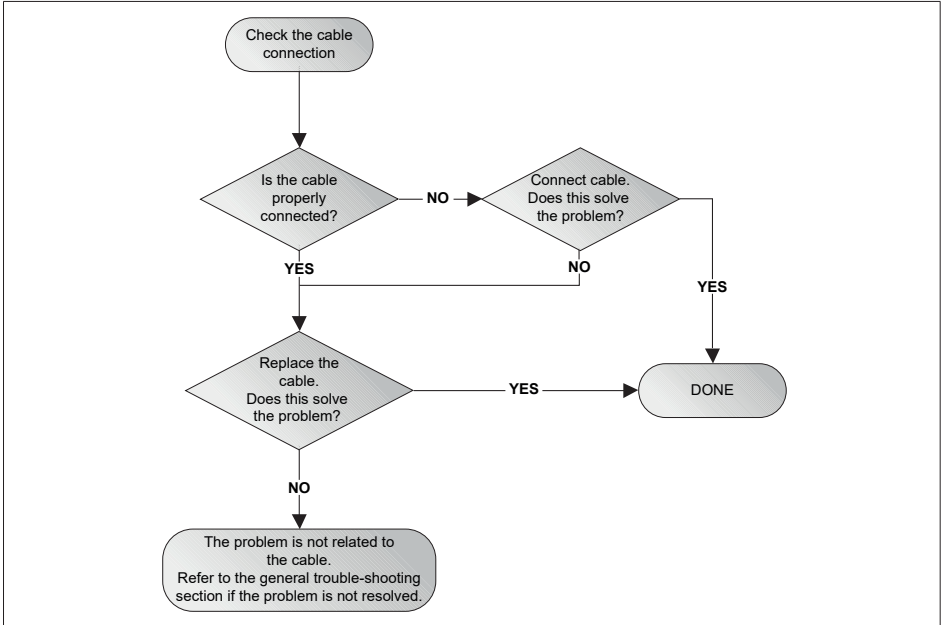 Check the cable
connection
Is the cable
properly
connected?
NO
Connect cable.
Does this solve
the problem?
YES
NO
YES
Replace the
cable.
Does this solve
the problem?
YES
DONE
NO
The problem is not related to
the cable.
Refer to the general trouble-shooting
section if the problem is not resolved.